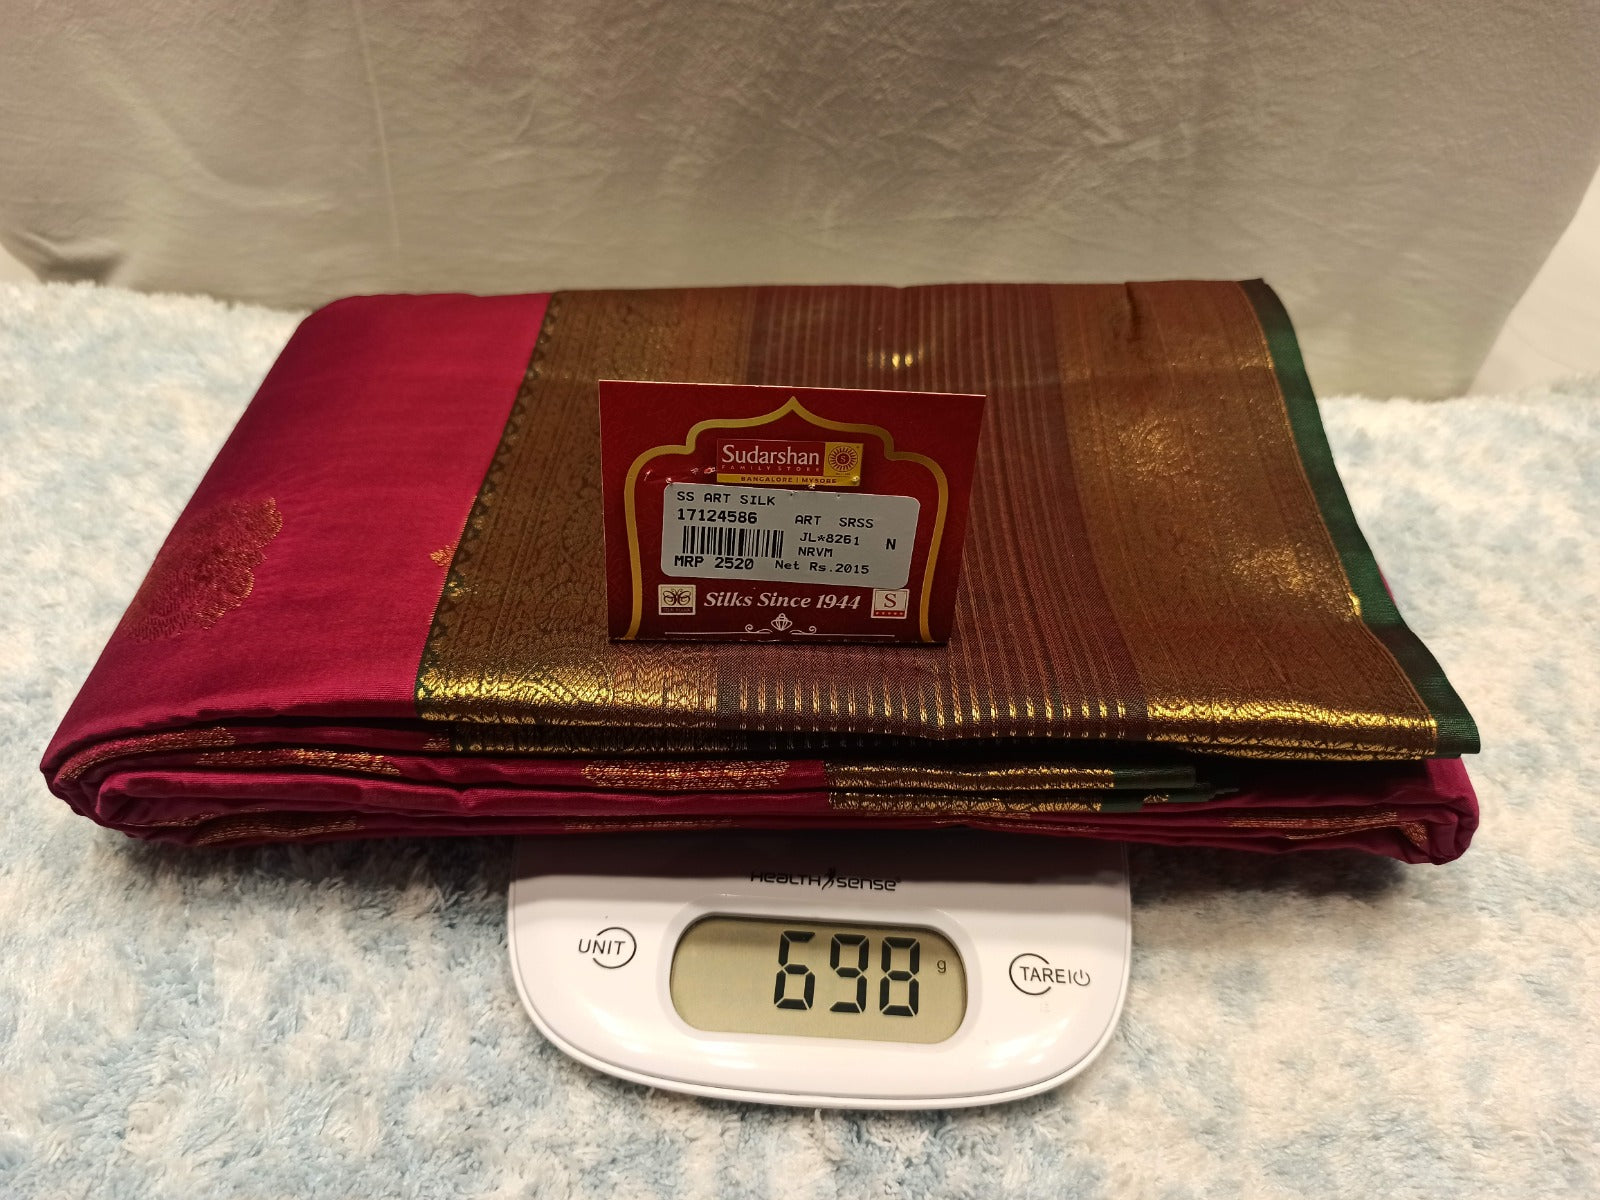 Sudarshan
FAMILY STORE
BANGALORE | MYSORE
SS ART SILK
17124586 ART SRSS
JL*8261 N
NRVM
MRP 2520 Net Rs.2015
Silks Since 1944
S
HEALTH sense
UNIT
698 g
TARE